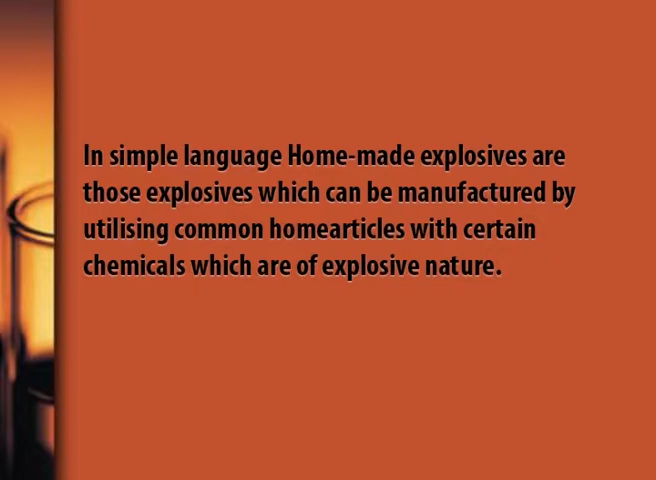 In simple language Home-made explosives are
those explosives which can be manufactured by
utilising common homearticles with certain
chemicals which are of explosive nature.